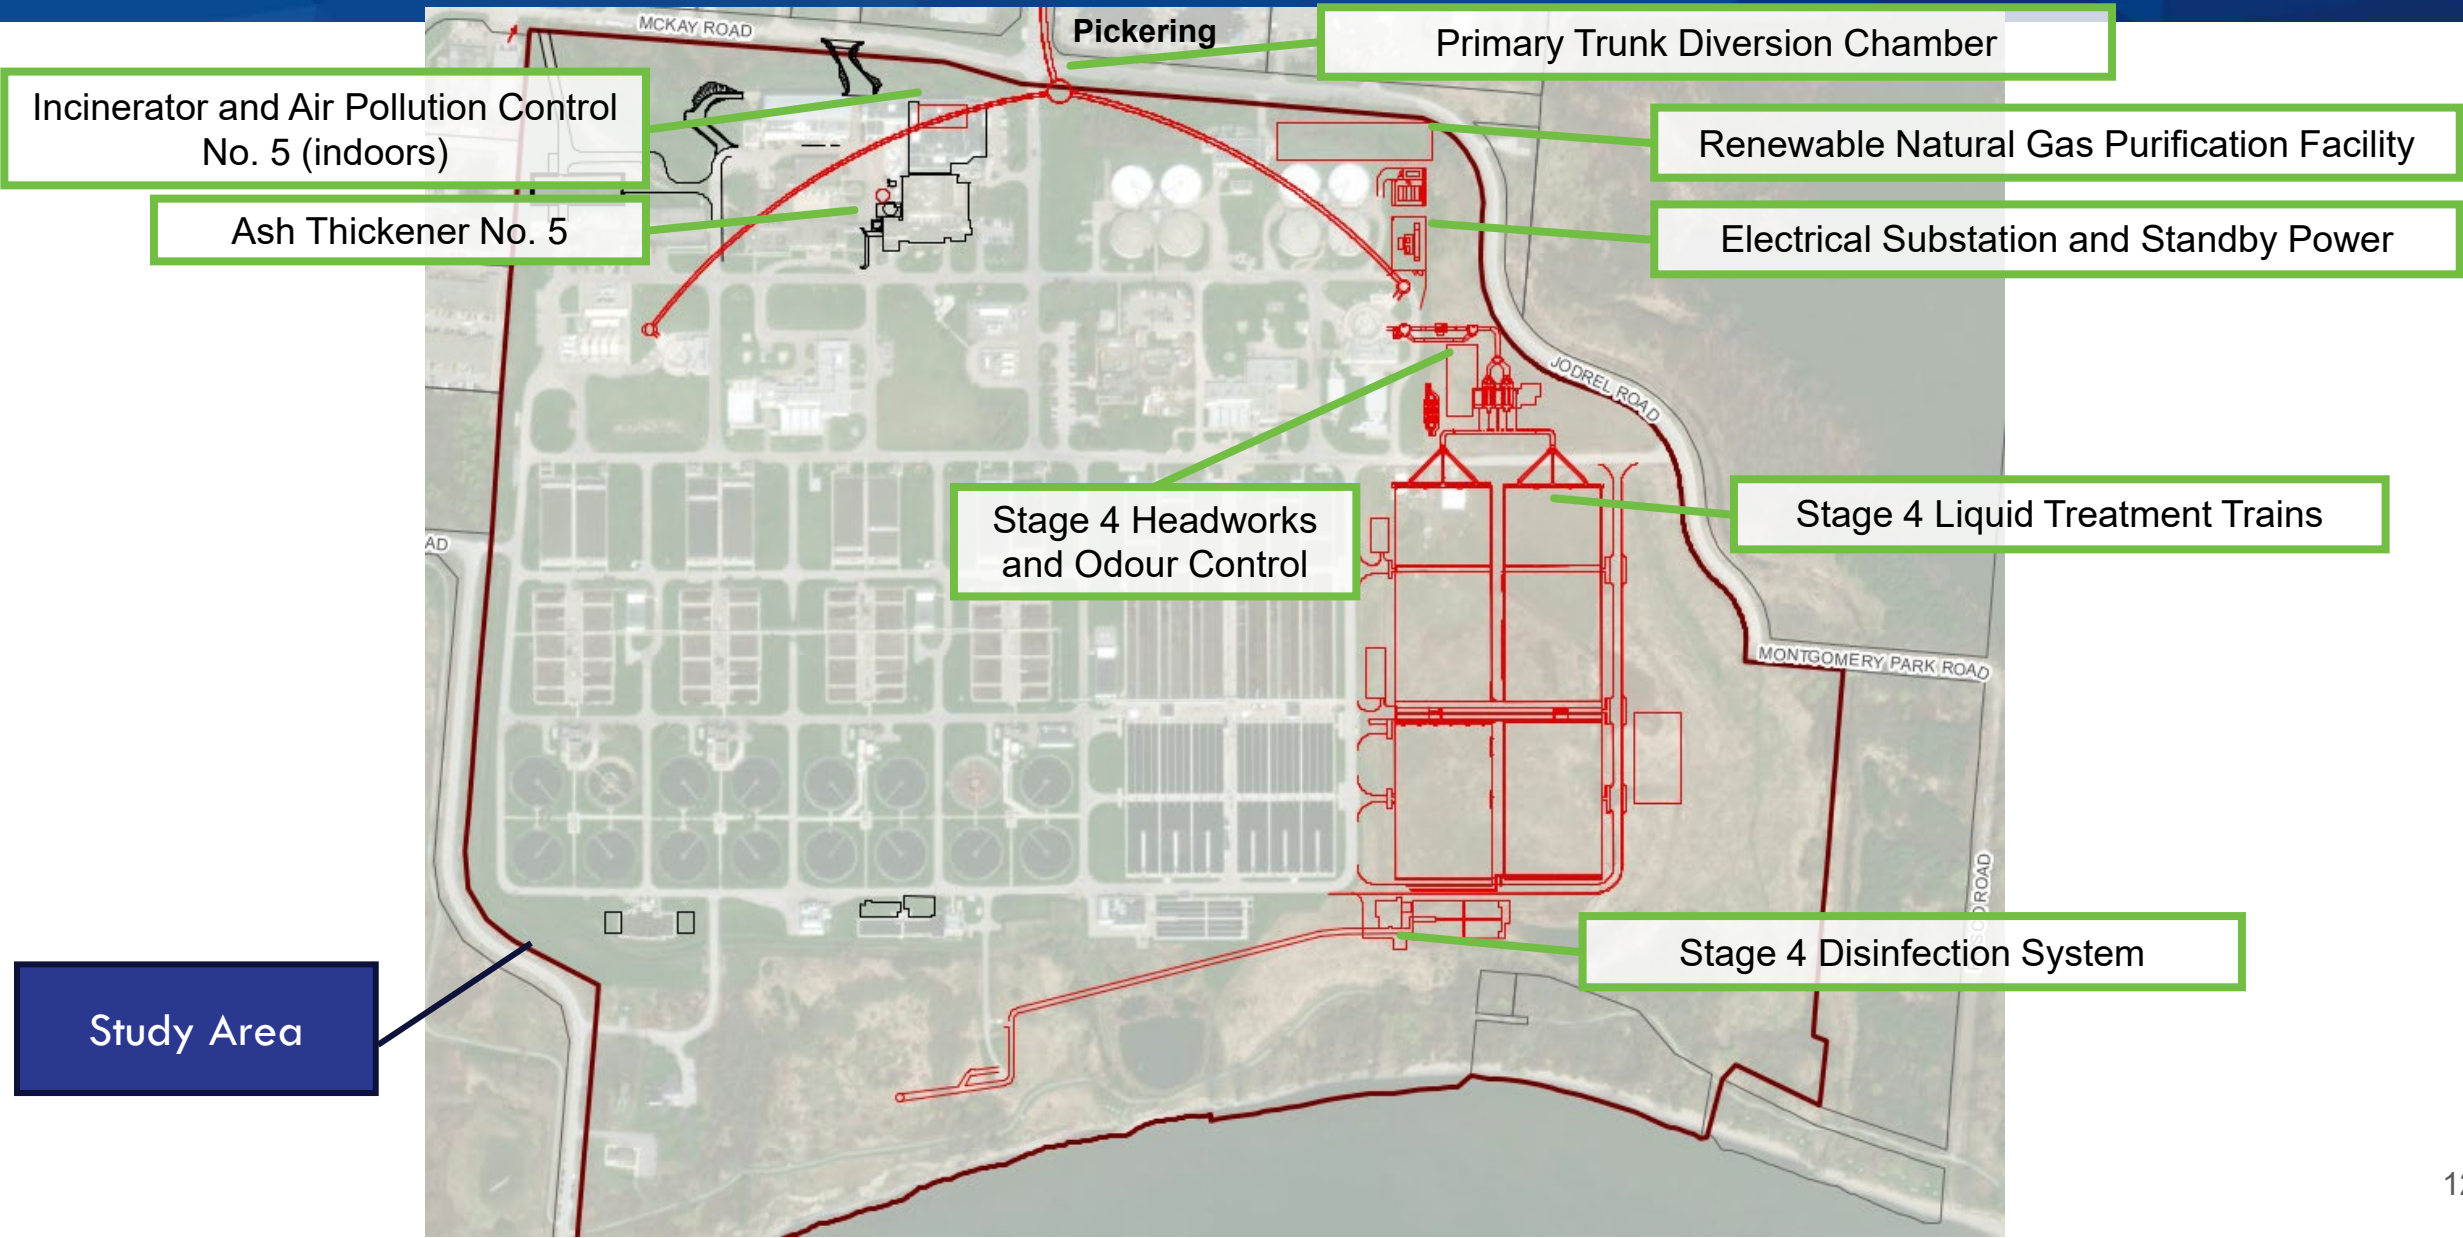 MCKAY ROAD
Pickering
Primary Trunk Diversion Chamber
Incinerator and Air Pollution Control
No. 5 (indoors)
Renewable Natural Gas Purification Facility
Ash Thickener No. 5
Electrical Substation and Standby Power
JODREL ROAD
Stage 4 Headworks
and Odour Control
Stage 4 Liquid Treatment Trains
AD
MONTGOMERY PARK ROAD
ROAD
Stage 4 Disinfection System
Study Area